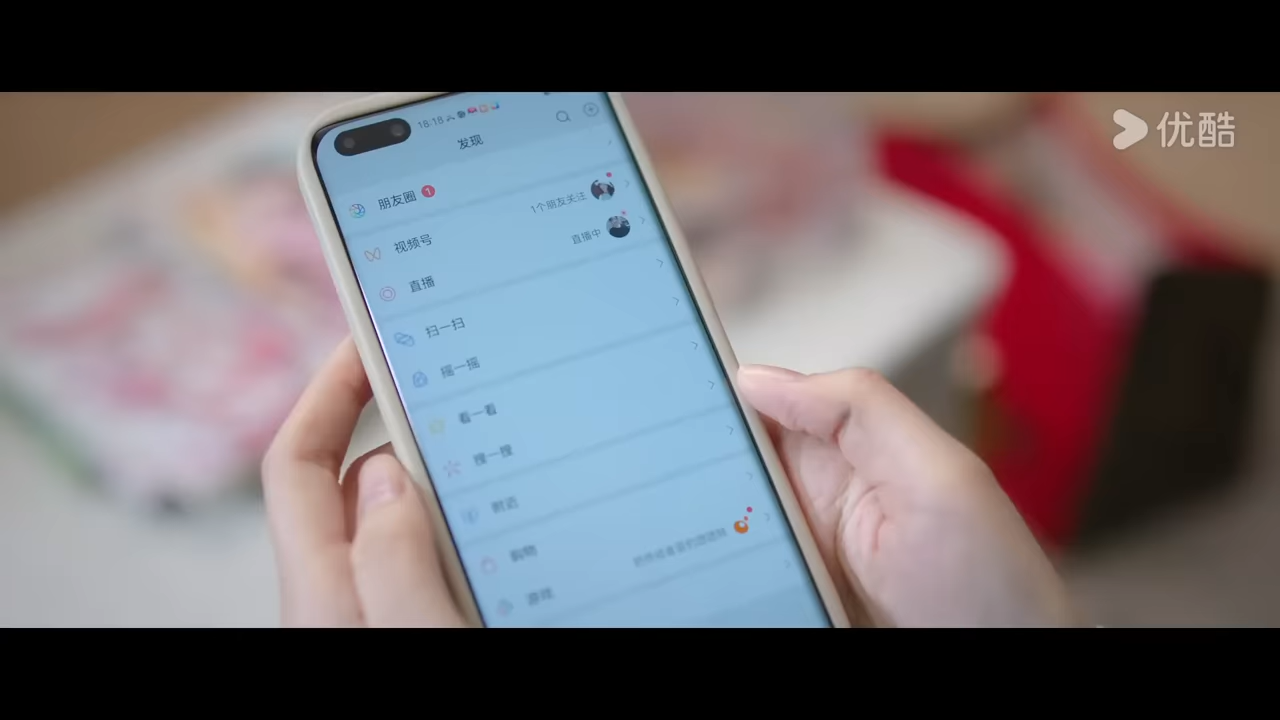 优酷
18:18
发现
朋友圈 1
视频号 1个朋友关注
直播 直播中
扫一扫
摇一摇
看一看
搜一搜
附近
购物
游戏